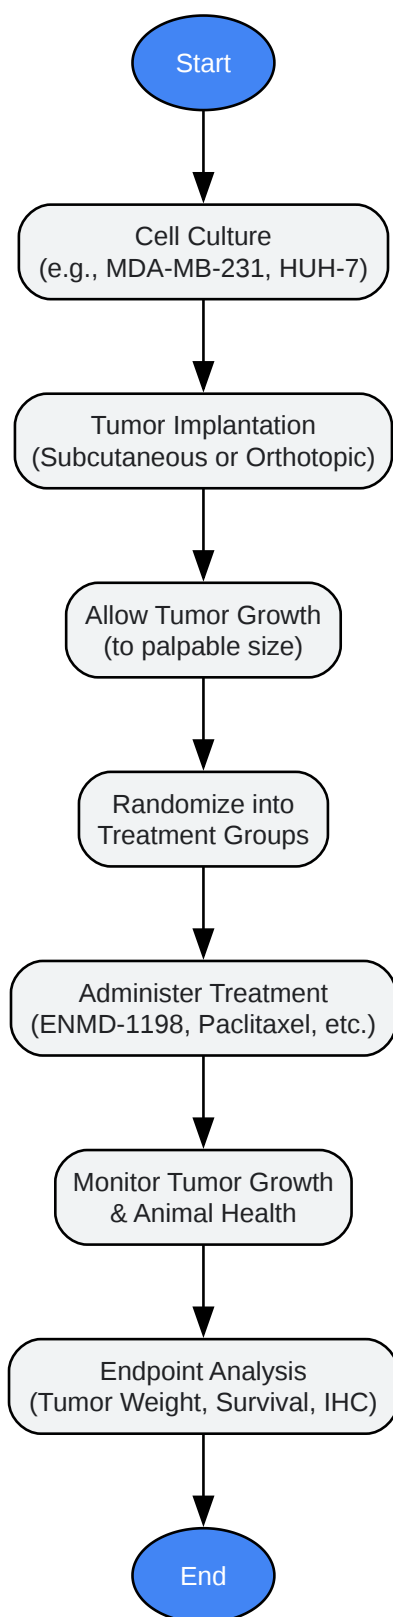 Start
Cell Culture
(e.g., MDA-MB-231, HUH-7)
Tumor Implantation
(Subcutaneous or Orthotopic)
Allow Tumor Growth
(to palpable size)
Randomize into
Treatment Groups
Administer Treatment
(ENMD-1198, Paclitaxel, etc.)
Monitor Tumor Growth
& Animal Health
Endpoint Analysis
(Tumor Weight, Survival, IHC)
End